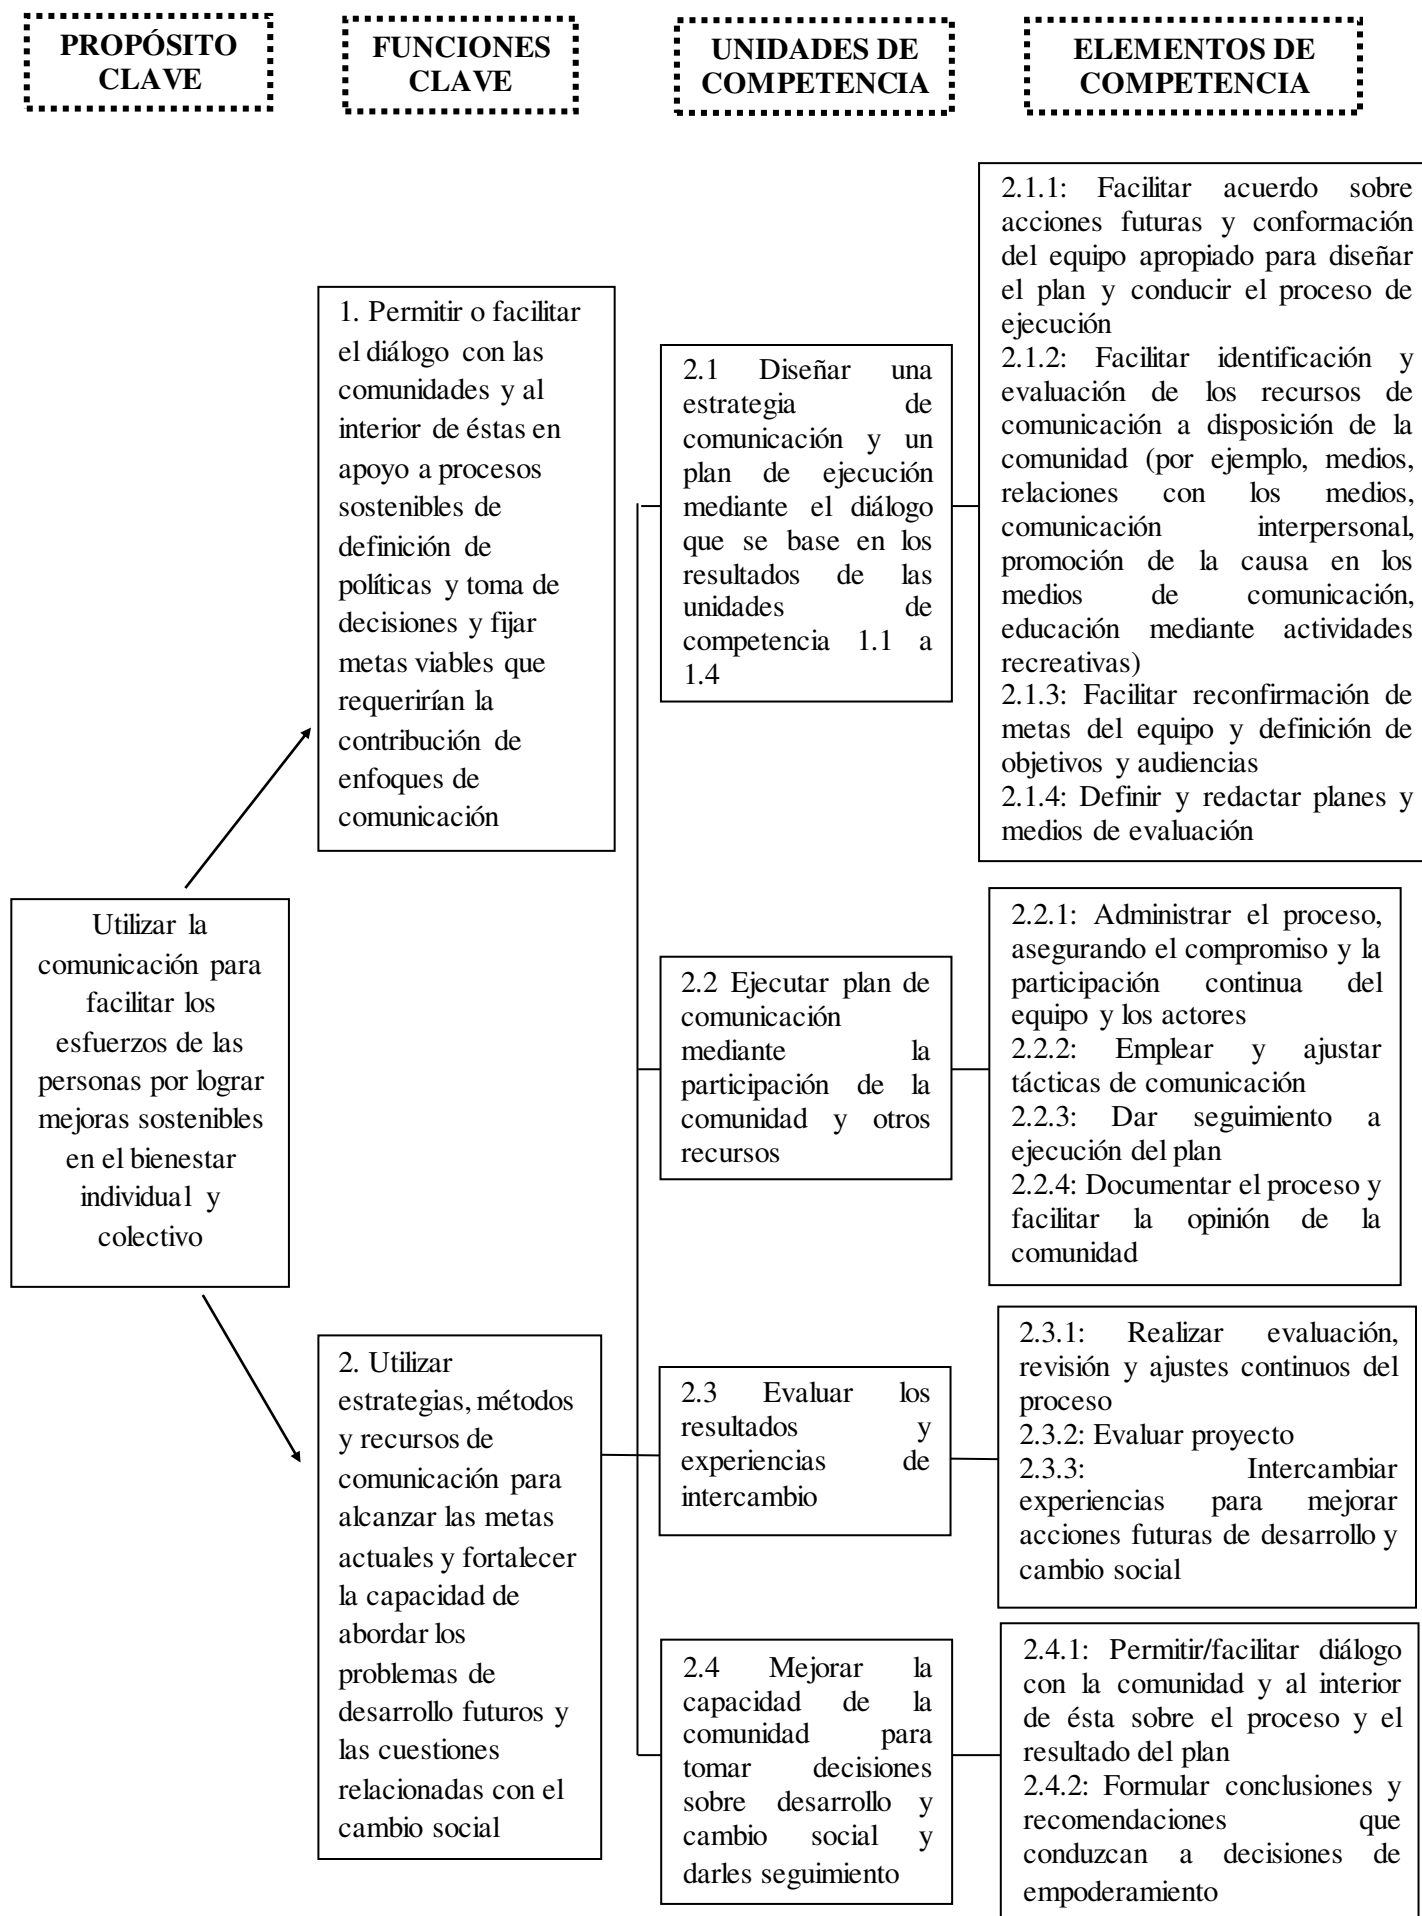 PROPÓSITO
CLAVE
FUNCIONES
CLAVE
UNIDADES DE
COMPETENCIA
ELEMENTOS DE
COMPETENCIA
Utilizar la
comunicación para
facilitar los
esfuerzos de las
personas por lograr
mejoras sostenibles
en el bienestar
individual y
colectivo
1. Permitir o facilitar
el diálogo con las
comunidades y al
interior de éstas en
apoyo a procesos
sostenibles de
definición de
políticas y toma de
decisiones y fijar
metas viables que
requerirían la
contribución de
enfoques de
comunicación
2. Utilizar
estrategias, métodos
y recursos de
comunicación para
alcanzar las metas
actuales y fortalecer
la capacidad de
abordar los
problemas de
desarrollo futuros y
las cuestiones
relacionadas con el
cambio social
2.1 Diseñar una
estrategia de
comunicación y un
plan de ejecución
mediante el diálogo
que se base en los
resultados de las
unidades de
competencia 1.1 a
1.4
2.1.1: Facilitar acuerdo sobre
acciones futuras y conformación
del equipo apropiado para diseñar
el plan y conducir el proceso de
ejecución
2.1.2: Facilitar identificación y
evaluación de los recursos de
comunicación a disposición de la
comunidad (por ejemplo, medios,
relaciones con los medios,
comunicación interpersonal,
promoción de la causa en los
medios de comunicación,
educación mediante actividades
recreativas)
2.1.3: Facilitar reconfirmación de
metas del equipo y definición de
objetivos y audiencias
2.1.4: Definir y redactar planes y
medios de evaluación
2.2 Ejecutar plan de
comunicación
mediante la
participación de la
comunidad y otros
recursos
2.2.1: Administrar el proceso,
asegurando el compromiso y la
participación continua del
equipo y los actores
2.2.2: Emplear y ajustar
tácticas de comunicación
2.2.3: Dar seguimiento a
ejecución del plan
2.2.4: Documentar el proceso y
facilitar la opinión de la
comunidad
2.3 Evaluar los
resultados y
experiencias de
intercambio
2.3.1: Realizar evaluación,
revisión y ajustes continuos del
proceso
2.3.2: Evaluar proyecto
2.3.3: Intercambiar
experiencias para mejorar
acciones futuras de desarrollo y
cambio social
2.4 Mejorar la
capacidad de la
comunidad para
tomar decisiones
sobre desarrollo y
cambio social y
darles seguimiento
2.4.1: Permitir/facilitar diálogo
con la comunidad y al interior
de ésta sobre el proceso y el
resultado del plan
2.4.2: Formular conclusiones y
recomendaciones que
conduzcan a decisiones de
empoderamiento